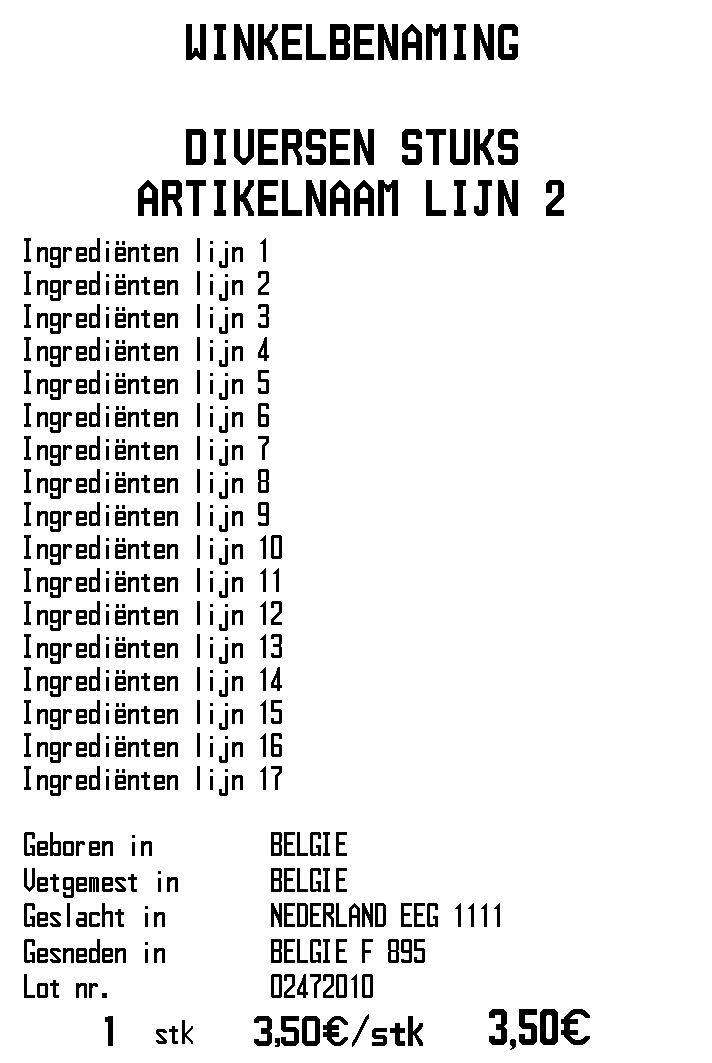 WINKELBENAMING
DIVERSEN STUKS
ARTIKELNAAM LIJN 2
Ingrediënten lijn 1
Ingrediënten lijn 2
Ingrediënten lijn 3
Ingrediënten lijn 4
Ingrediënten lijn 5
Ingrediënten lijn 6
Ingrediënten lijn 7
Ingrediënten lijn 8
Ingrediënten lijn 9
Ingrediënten lijn 10
Ingrediënten lijn 11
Ingrediënten lijn 12
Ingrediënten lijn 13
Ingrediënten lijn 14
Ingrediënten lijn 15
Ingrediënten lijn 16
Ingrediënten lijn 17
Geboren in BELGIE
Vetgemest in BELGIE
Geslacht in NEDERLAND EEG 1111
Gesneden in BELGIE F 895
Lot nr. 02472010
1 stk 3,50€/stk 3,50€